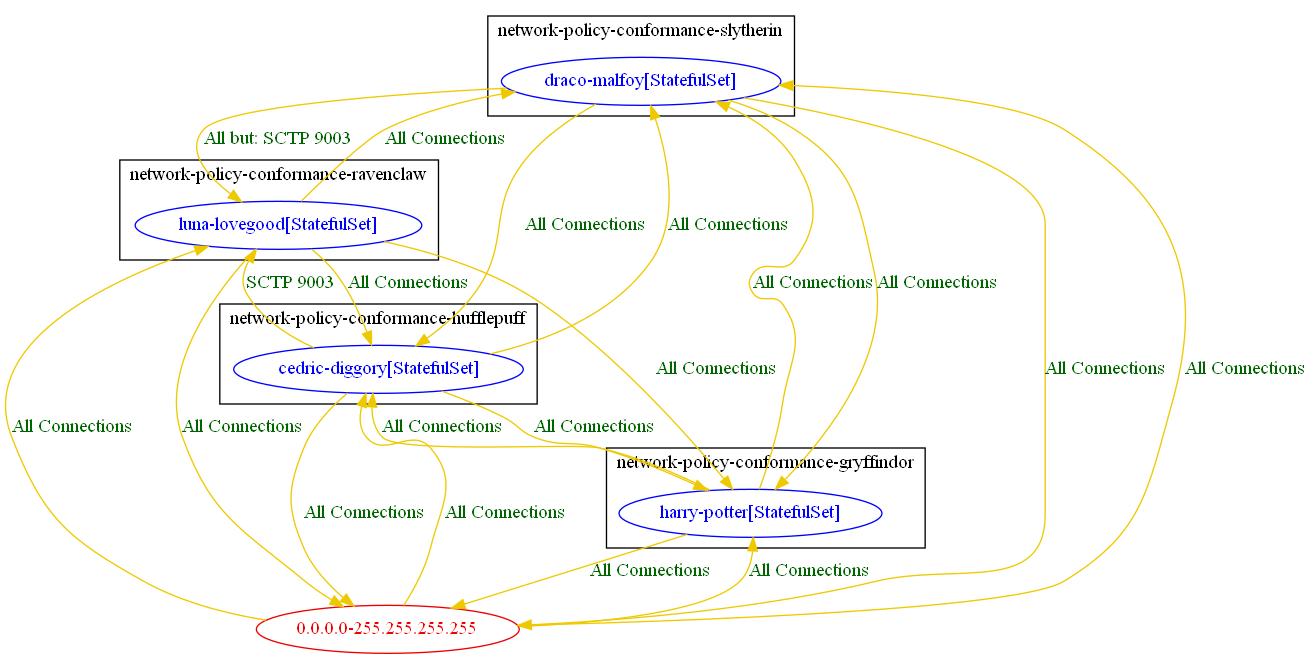 network-policy-conformance-slytherin
draco-malfoy[StatefulSet]
All but: SCTP 9003
All Connections
network-policy-conformance-ravenclaw
luna-lovegood[StatefulSet]
All Connections
All Connections
SCTP 9003
All Connections
All Connections
All Connections
network-policy-conformance-hufflepuff
cedric-diggory[StatefulSet]
All Connections
All Connections
All Connections
All Connections
All Connections
All Connections
All Connections
network-policy-conformance-gryffindor
harry-potter[StatefulSet]
All Connections
All Connections
All Connections
All Connections
0.0.0.0-255.255.255.255